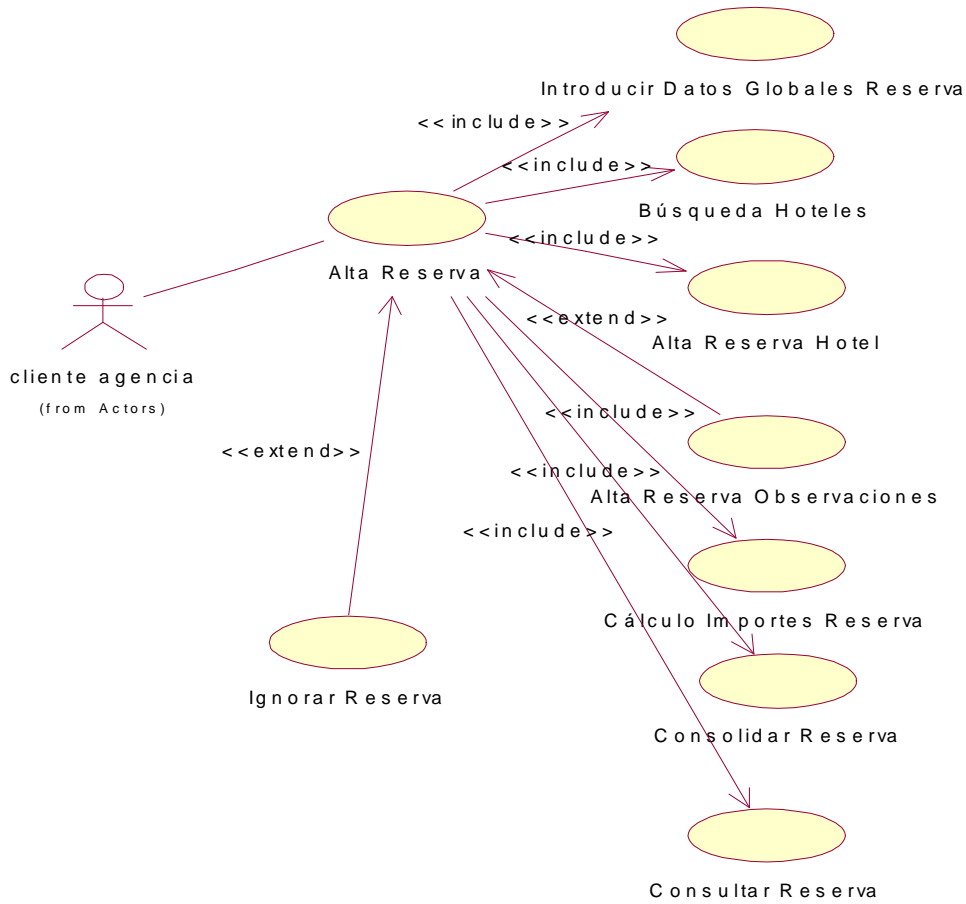 Introducir Datos Globales Reserva
<<include>>
<<include>>
Búsqueda Hoteles
<<include>>
Alta Reserva
<<extend>>
Alta Reserva Hotel
cliente agencia
(from Actors)
<<include>>
<<extend>>
<<include>>
Alta Reserva Observaciones
<<include>>
Cálculo Importes Reserva
Ignorar Reserva
Consolidar Reserva
Consultar Reserva